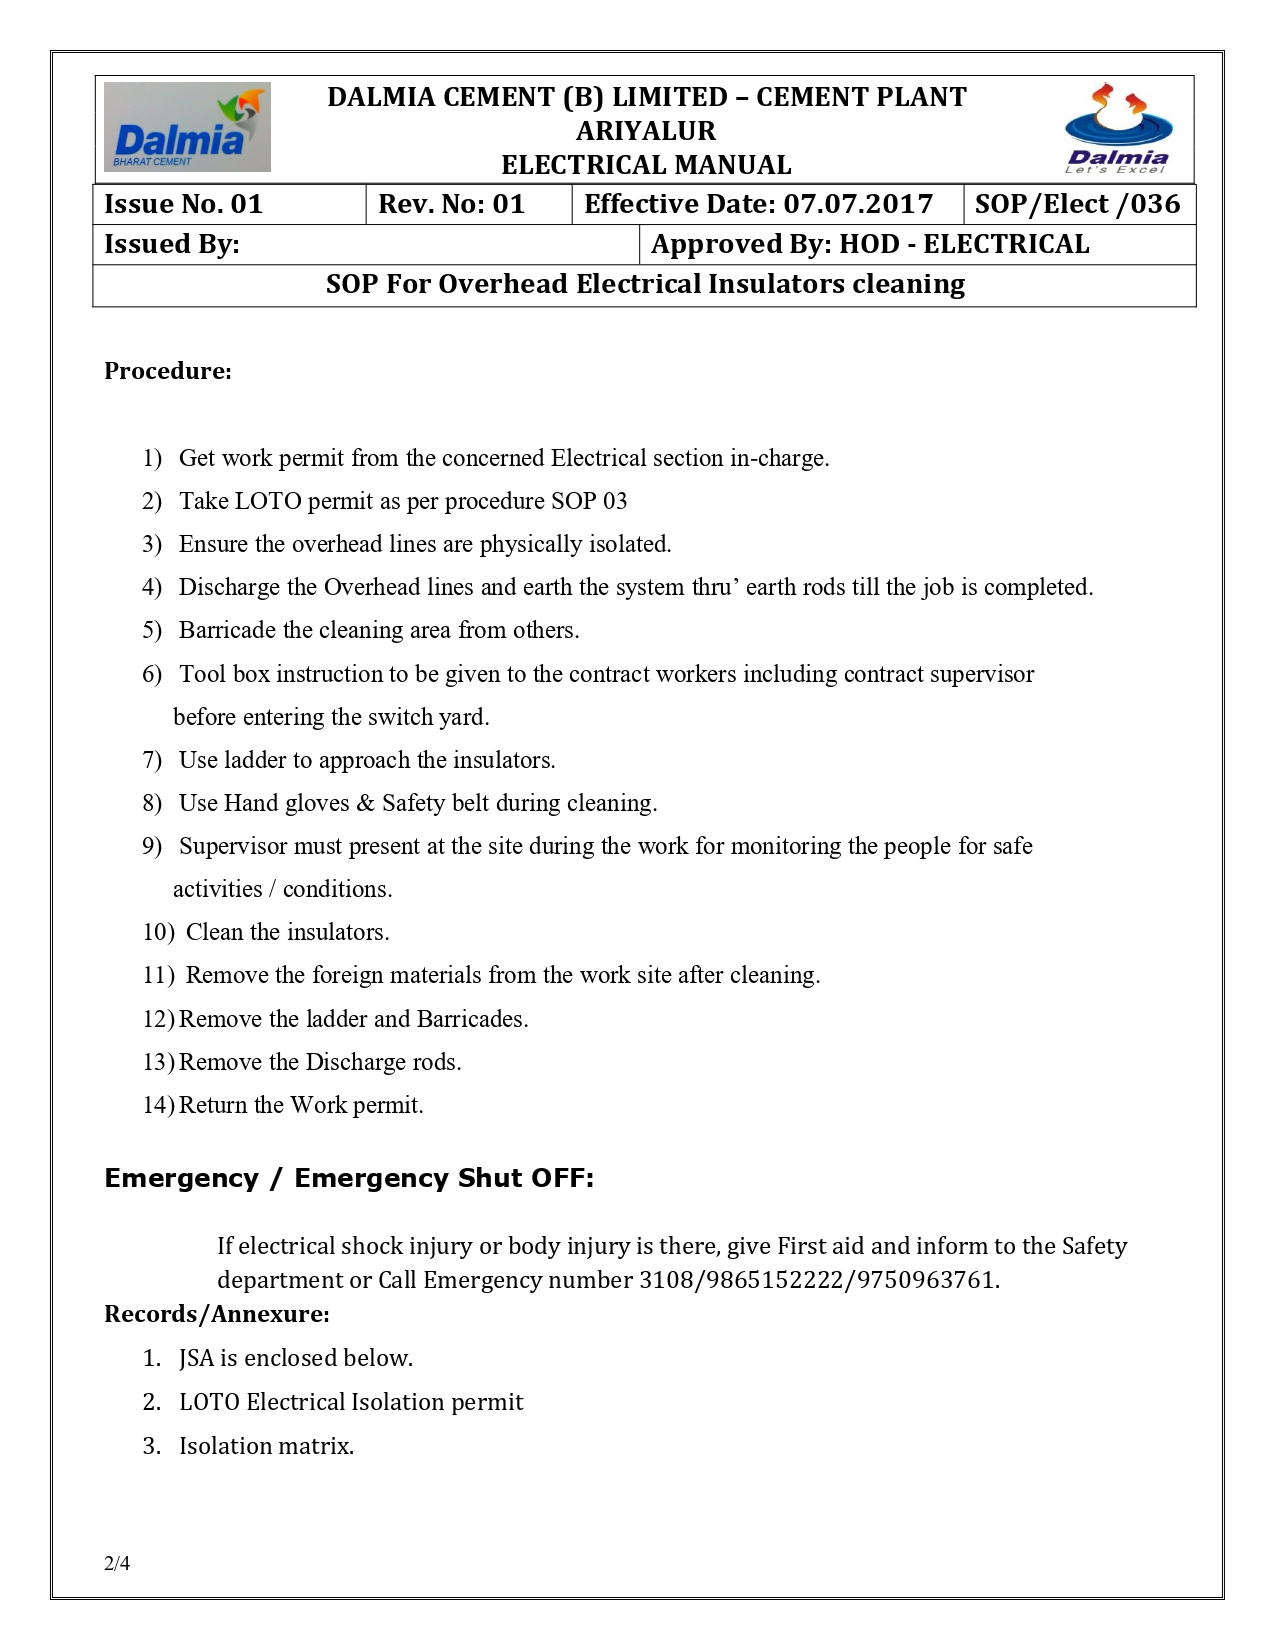 Dalmia
BHARAT CEMENT
DALMIA CEMENT (B) LIMITED – CEMENT PLANT
ARIYALUR
ELECTRICAL MANUAL
Dalmia
Let's Excel
Issue No. 01 Rev. No: 01 Effective Date: 07.07.2017 SOP/Elect /036
Issued By: Approved By: HOD - ELECTRICAL
SOP For Overhead Electrical Insulators cleaning
Procedure:
1) Get work permit from the concerned Electrical section in-charge.
2) Take LOTO permit as per procedure SOP 03
3) Ensure the overhead lines are physically isolated.
4) Discharge the Overhead lines and earth the system thru’ earth rods till the job is completed.
5) Barricade the cleaning area from others.
6) Tool box instruction to be given to the contract workers including contract supervisor
before entering the switch yard.
7) Use ladder to approach the insulators.
8) Use Hand gloves & Safety belt during cleaning.
9) Supervisor must present at the site during the work for monitoring the people for safe
activities / conditions.
10) Clean the insulators.
11) Remove the foreign materials from the work site after cleaning.
12) Remove the ladder and Barricades.
13) Remove the Discharge rods.
14) Return the Work permit.
Emergency / Emergency Shut OFF:
If electrical shock injury or body injury is there, give First aid and inform to the Safety
department or Call Emergency number 3108/9865152222/9750963761.
Records/Annexure:
1. JSA is enclosed below.
2. LOTO Electrical Isolation permit
3. Isolation matrix.
2/4